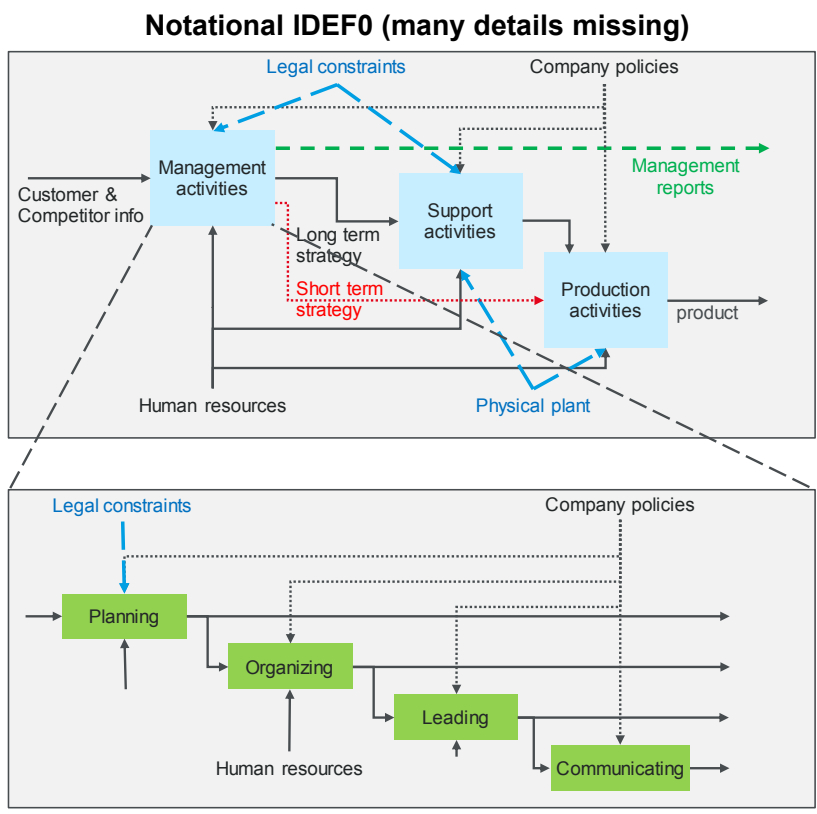 Notational IDEF0 (many details missing)
Legal constraints
Company policies
Management
activities
Management
reports
Customer &
Competitor info
Support
activities
Long term
strategy
Short term
strategy
Production
activities
product
Human resources
Physical plant
Legal constraints
Company policies
Planning
Organizing
Leading
Human resources
Communicating